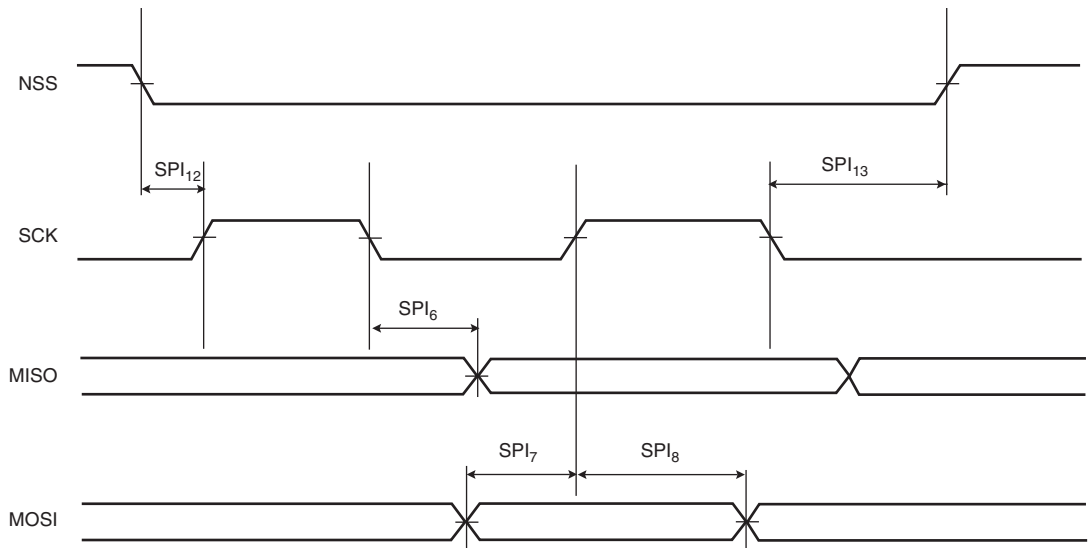 NSS
SPI₁₂
SPI₁₃
SCK
SPI₆
MISO
SPI₇
SPI₈
MOSI